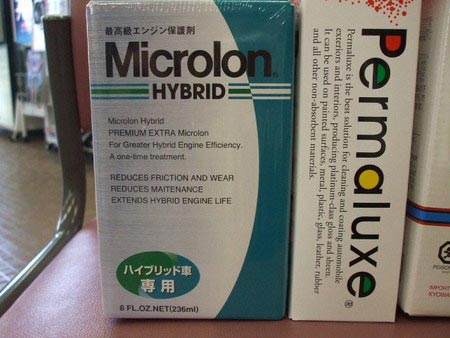 最高級エンジン保護剤
Microlon®
HYBRID
Microlon Hybrid
PREMIUM EXTRA Microlon
For Greater Hybrid Engine Efficiency.
A one-time treatment.
REDUCES FRICTION AND WEAR
REDUCES MAITENANCE
EXTENDS HYBRID ENGINE LIFE
ハイブリッド車
専用
8 FL.OZ.NET(236ml)
Permaluxe®
Permaluxe is the best solution for cleaning and coating automobile
exteriors and interiors, producing platinum-class gloss and sheen.
It can be used on painted surfaces, metal, plastic, glass, leather, rubber
and all other non-absorbent materials.